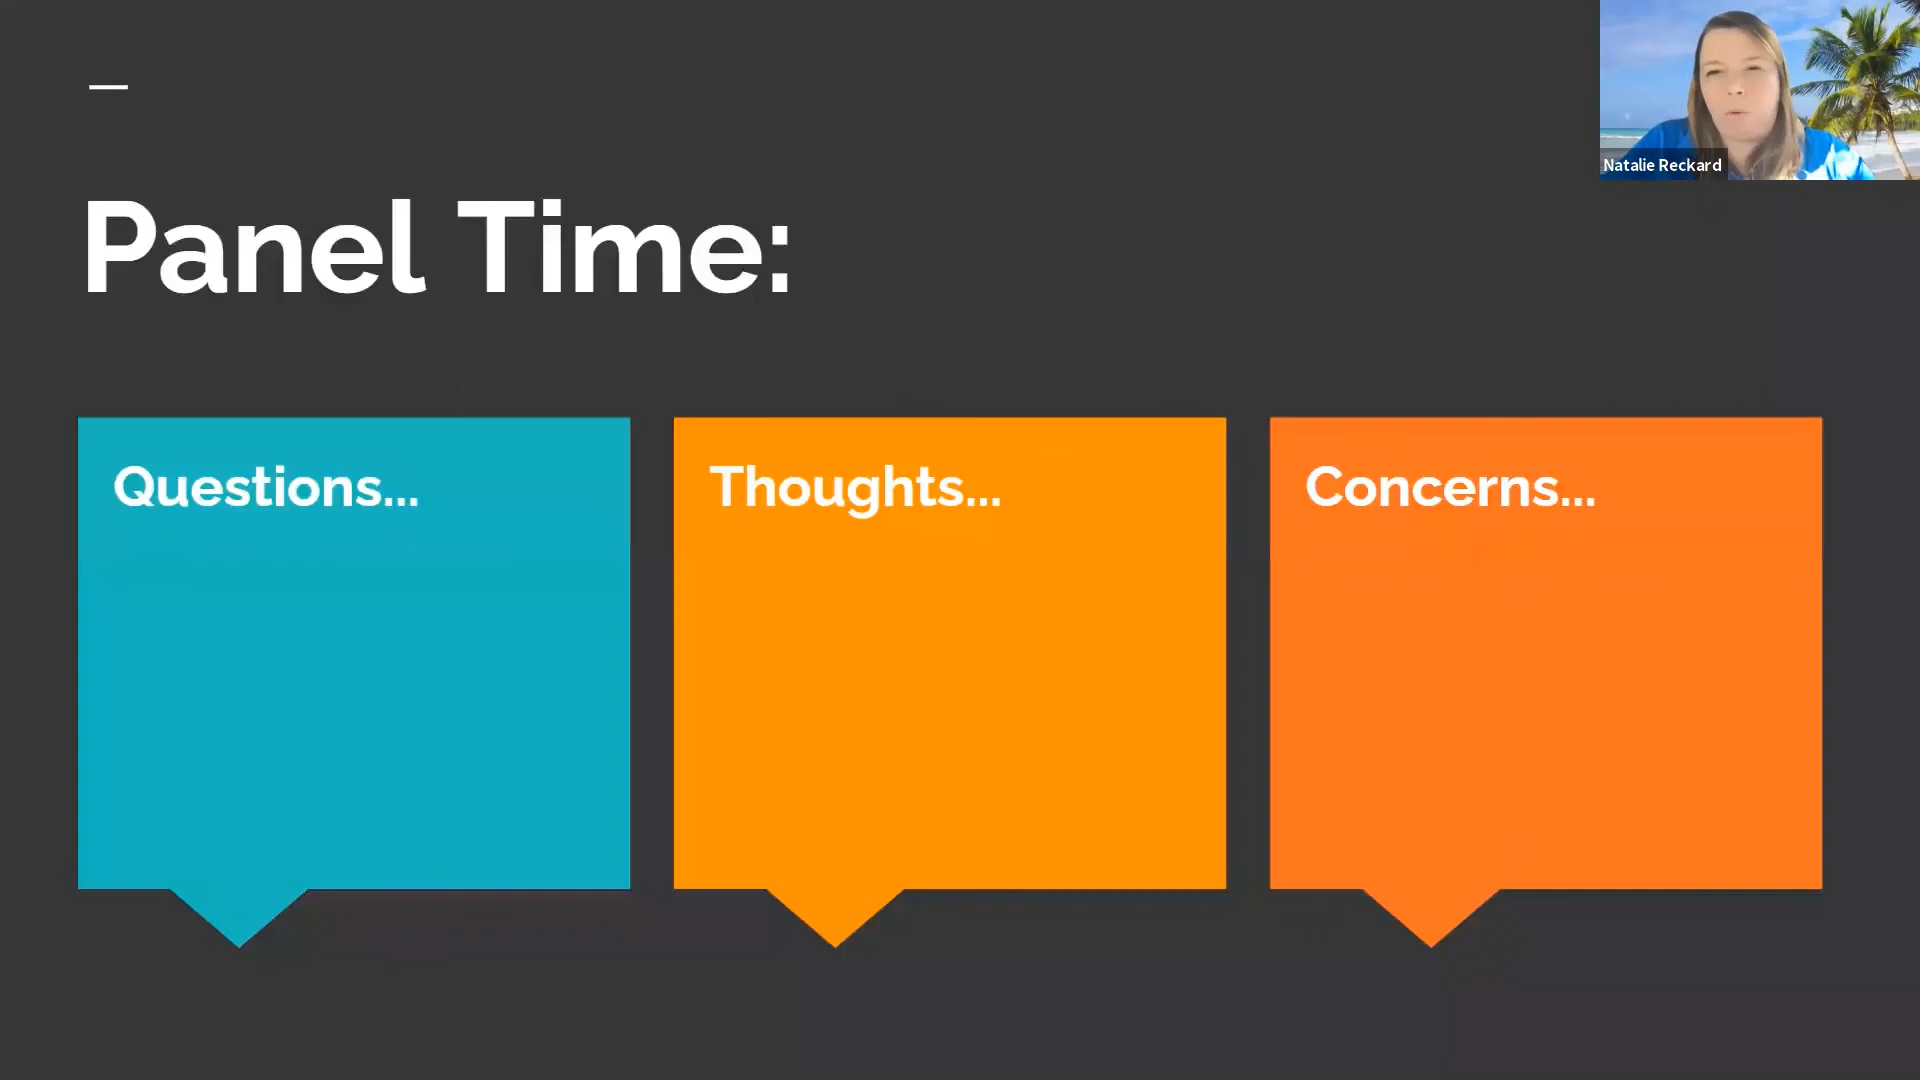 Natalie Reckard
Panel Time:
Questions...
Thoughts...
Concerns...